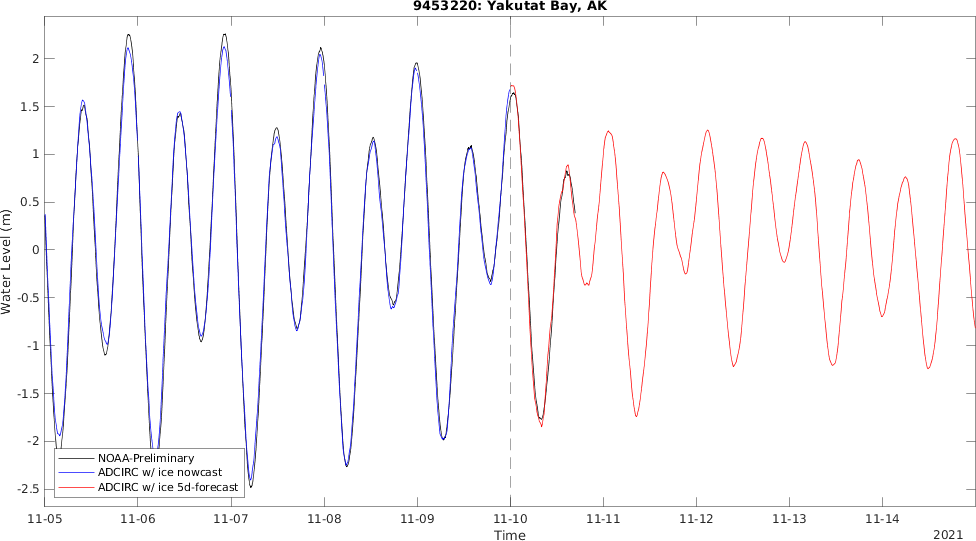 9453220: Yakutat Bay, AK
Water Level (m)
2
1.5
1
0.5
0
-0.5
-1
-1.5
-2
-2.5
NOAA-Preliminary
ADCIRC w/ ice nowcast
ADCIRC w/ ice 5d-forecast
11-05 11-06 11-07 11-08 11-09 11-10 11-11 11-12 11-13 11-14
Time
2021